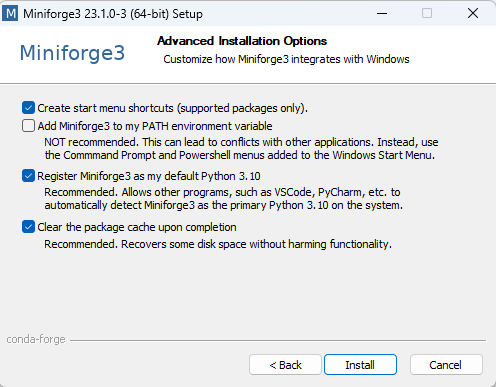 Miniforge3 23.1.0-3 (64-bit) Setup
Miniforge3
Advanced Installation Options
Customize how Miniforge3 integrates with Windows
Create start menu shortcuts (supported packages only).
Add Miniforge3 to my PATH environment variable
NOT recommended. This can lead to conflicts with other applications. Instead, use
the Commmand Prompt and Powershell menus added to the Windows Start Menu.
Register Miniforge3 as my default Python 3.10
Recommended. Allows other programs, such as VSCode, PyCharm, etc. to
automatically detect Miniforge3 as the primary Python 3.10 on the system.
Clear the package cache upon completion
Recommended. Recovers some disk space without harming functionality.
conda-forge
< Back
Install
Cancel